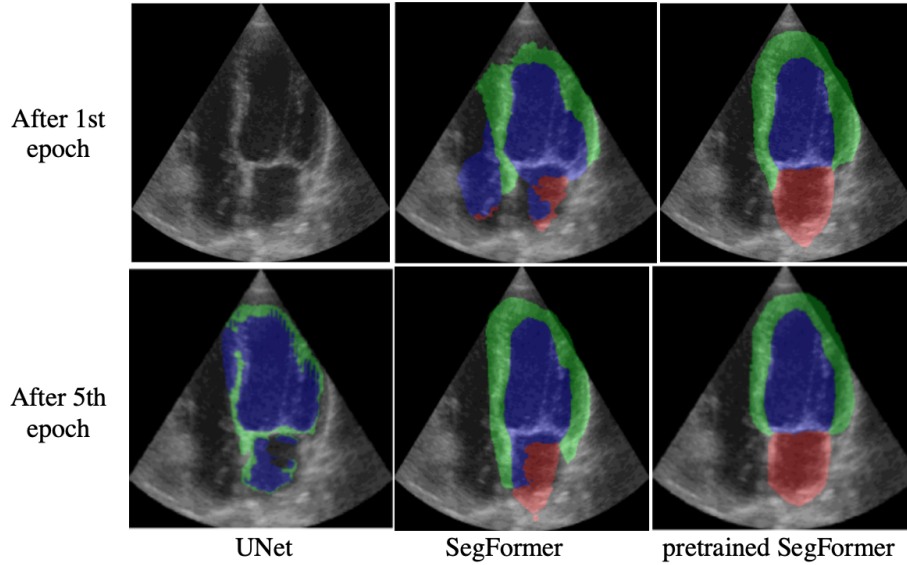 After 1st
epoch
After 5th
epoch
UNet
SegFormer
pretrained SegFormer